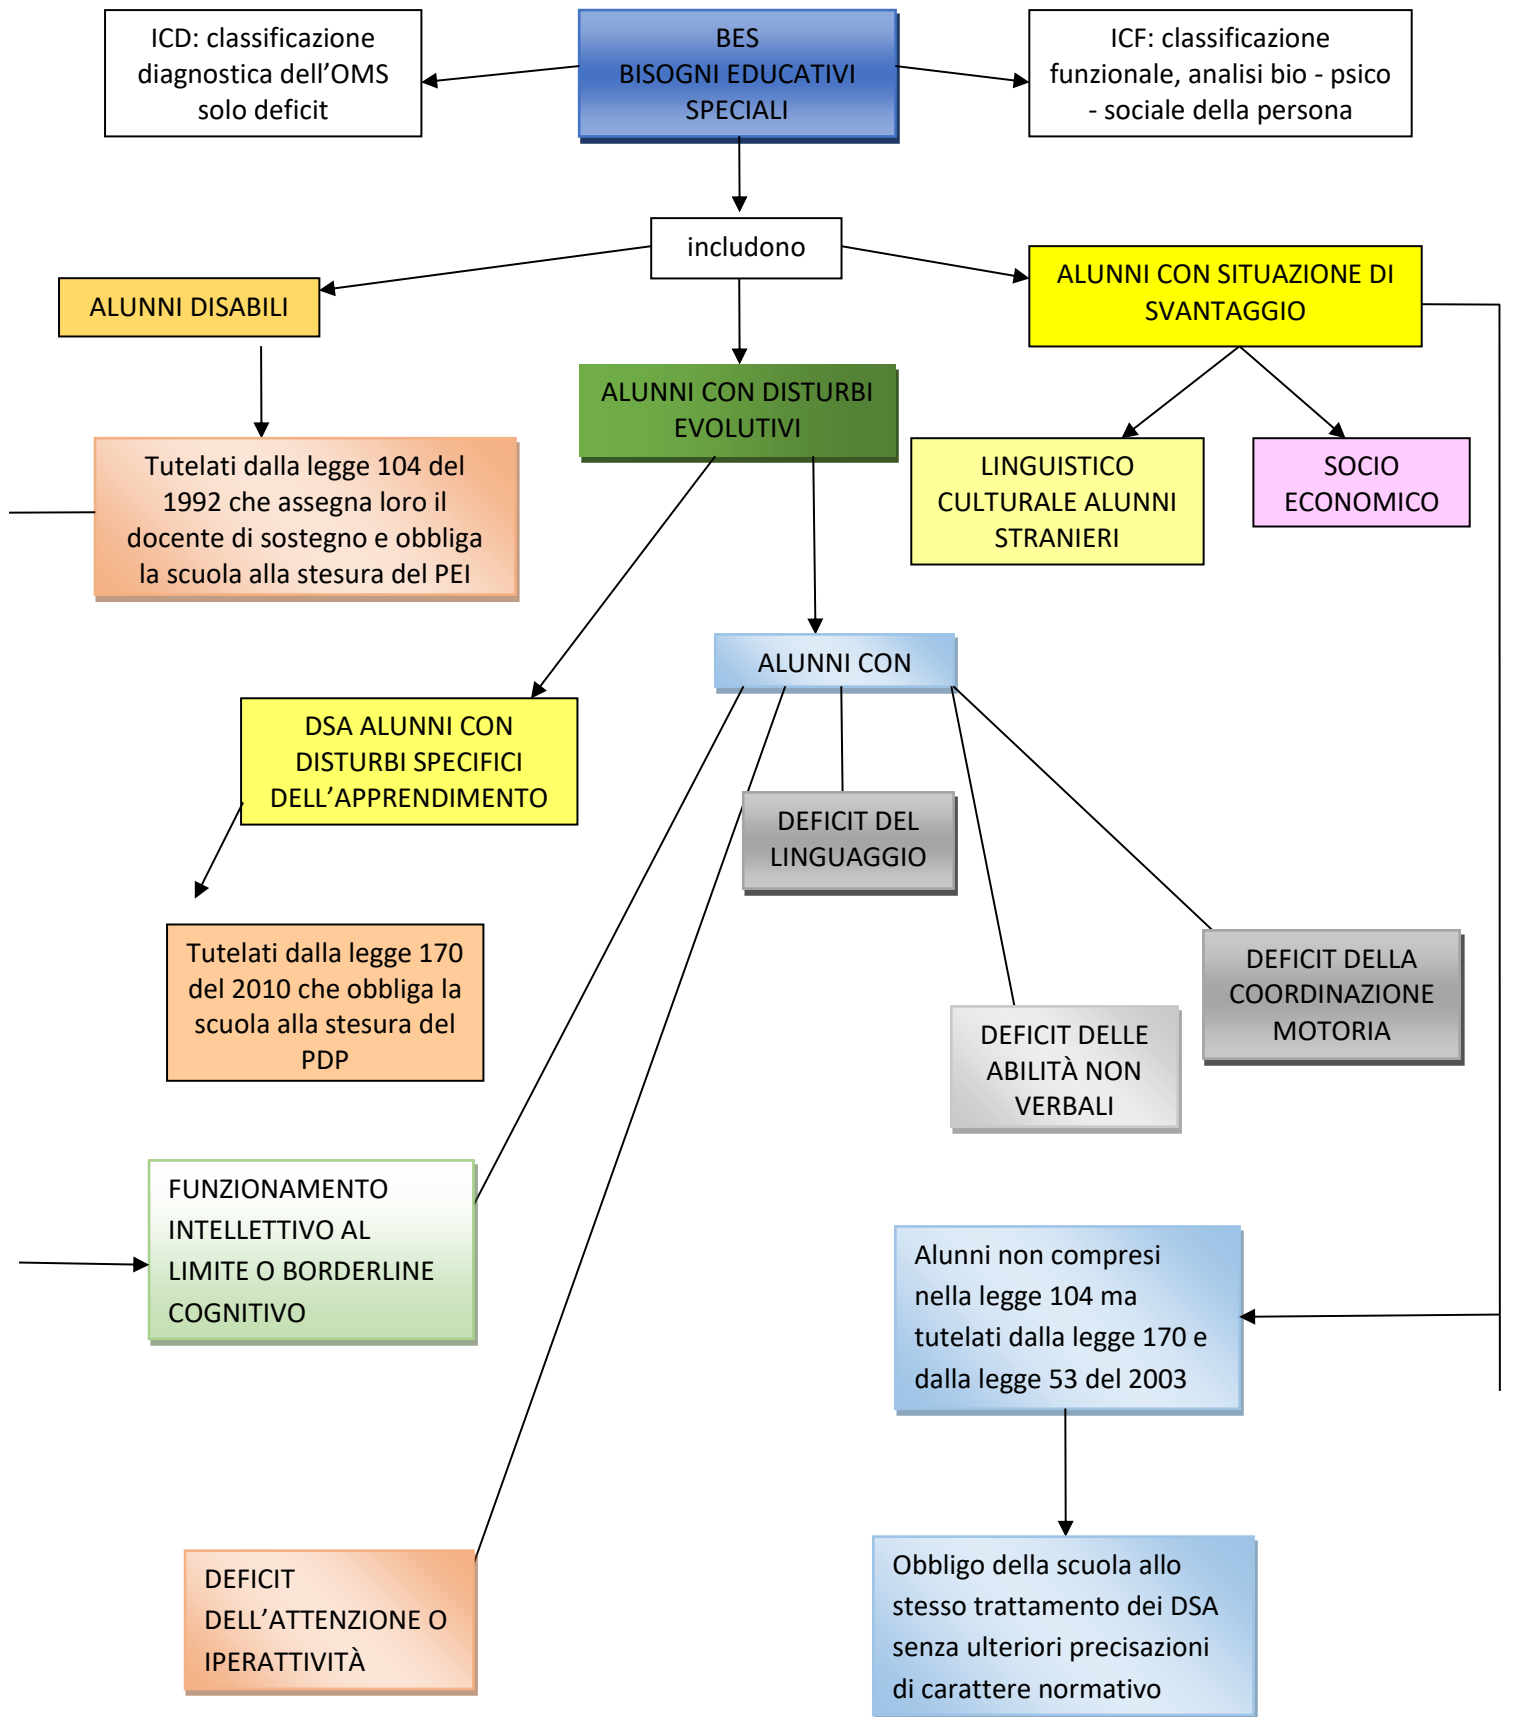 ICD: classificazione
diagnostica dell’OMS
solo deficit
BES
BISOGNI EDUCATIVI
SPECIALI
ICF: classificazione
funzionale, analisi bio - psico
- sociale della persona
includono
ALUNNI DISABILI
ALUNNI CON SITUAZIONE DI
SVANTAGGIO
ALUNNI CON DISTURBI
EVOLUTIVI
Tutelati dalla legge 104 del
1992 che assegna loro il
docente di sostegno e obbliga
la scuola alla stesura del PEI
LINGUISTICO
CULTURALE ALUNNI
STRANIERI
SOCIO
ECONOMICO
ALUNNI CON
DSA ALUNNI CON
DISTURBI SPECIFICI
DELL’APPRENDIMENTO
DEFICIT DEL
LINGUAGGIO
Tutelati dalla legge 170
del 2010 che obbliga la
scuola alla stesura del
PDP
DEFICIT DELLE
ABILITÀ NON
VERBALI
DEFICIT DELLA
COORDINAZIONE
MOTORIA
FUNZIONAMENTO
INTELLETTIVO AL
LIMITE O BORDERLINE
COGNITIVO
Alunni non compresi
nella legge 104 ma
tutelati dalla legge 170 e
dalla legge 53 del 2003
DEFICIT
DELL’ATTENZIONE O
IPERATTIVITÀ
Obbligo della scuola allo
stesso trattamento dei DSA
senza ulteriori precisazioni
di carattere normativo